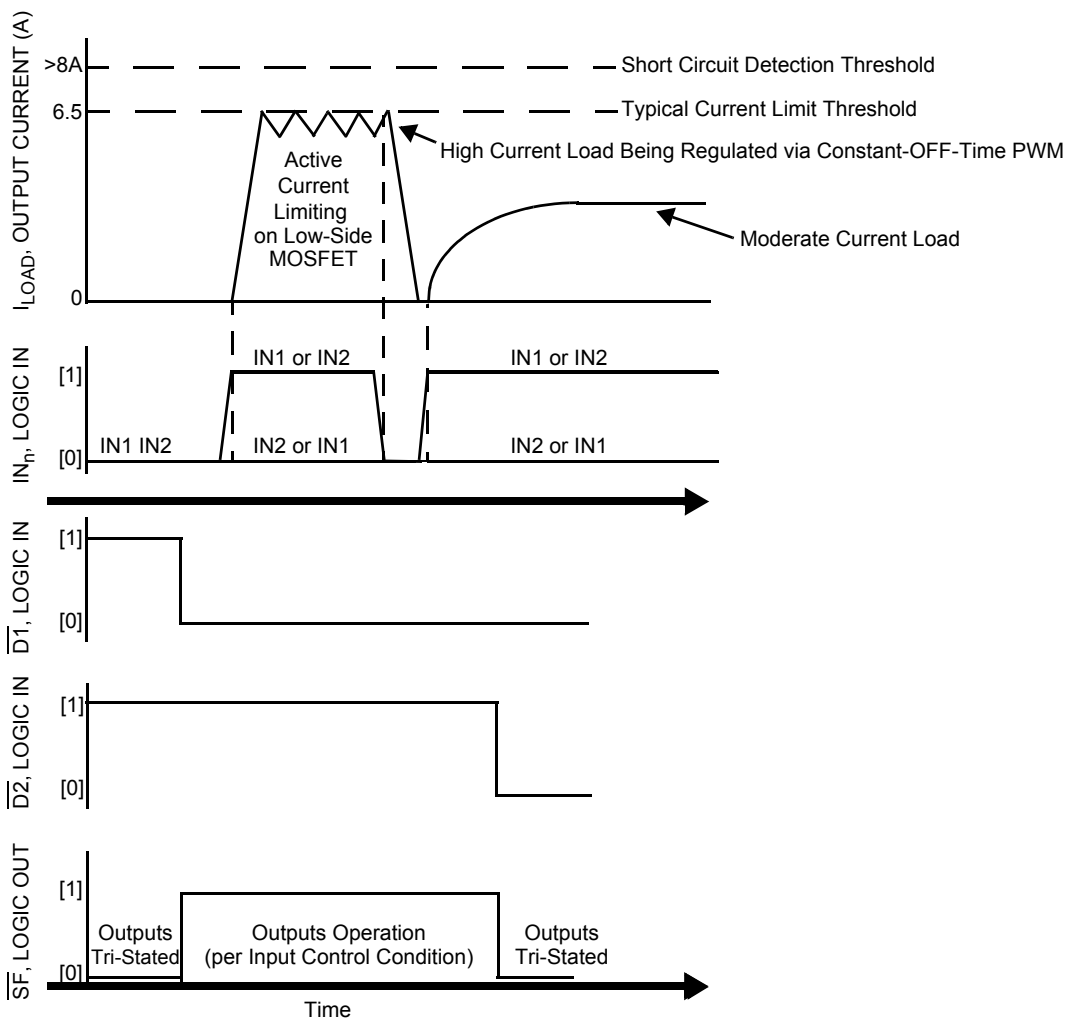 I_LOAD, OUTPUT CURRENT (A)
>8A
Short Circuit Detection Threshold
6.5
Typical Current Limit Threshold
High Current Load Being Regulated via Constant-OFF-Time PWM
Active
Current
Limiting
on Low-Side
MOSFET
Moderate Current Load
0
IN_n, LOGIC IN
[1]
IN1 or IN2
IN1 or IN2
IN1 IN2
IN2 or IN1
IN2 or IN1
[0]
D1, LOGIC IN
[1]
[0]
D2, LOGIC IN
[1]
[0]
SF, LOGIC OUT
[1]
Outputs
Tri-Stated
Outputs Operation
(per Input Control Condition)
Outputs
Tri-Stated
[0]
Time